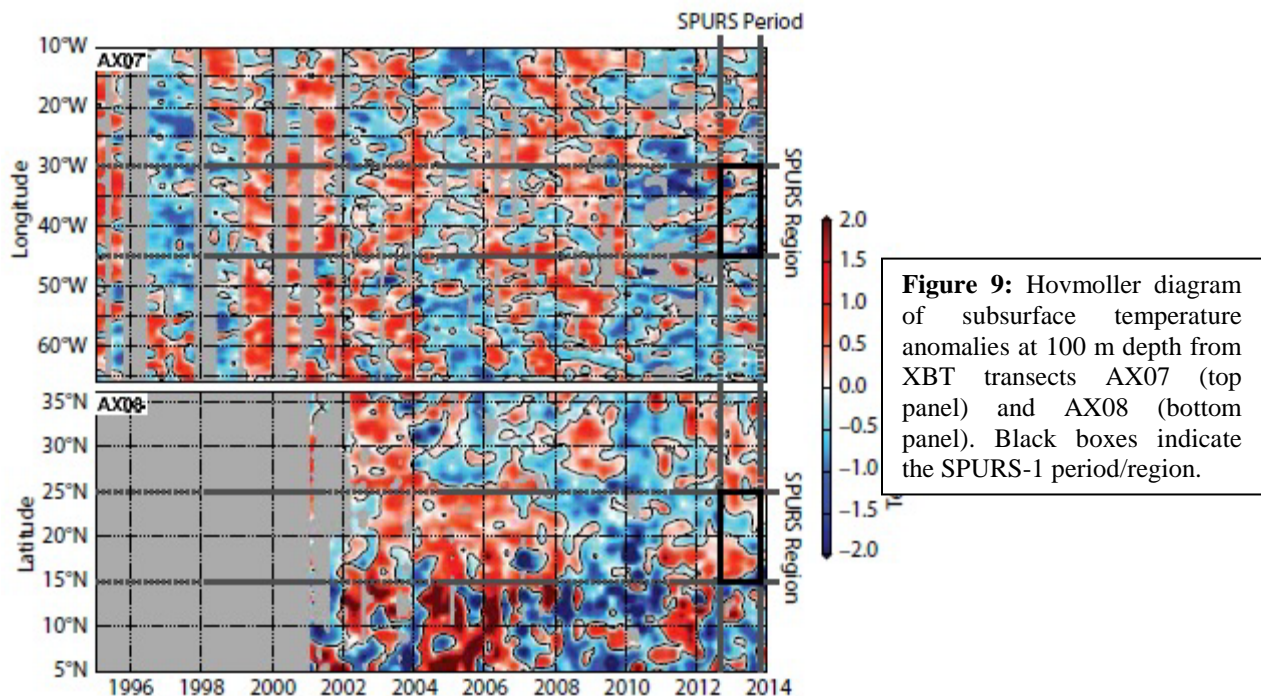 SPURS Period
10°W
AX07
20°W
30°W
40°W
50°W
60°W
Longitude
SPURS Region
35°N
AX08
30°N
25°N
20°N
15°N
10°N
5°N
Latitude
SPURS Region
1996 1998 2000 2002 2004 2006 2008 2010 2012 2014
2.0
1.5
1.0
0.5
0.0
−0.5
−1.0
−1.5
−2.0
Figure 9: Hovmoller diagram
of subsurface temperature
anomalies at 100 m depth from
XBT transects AX07 (top
panel) and AX08 (bottom
panel). Black boxes indicate
the SPURS-1 period/region.